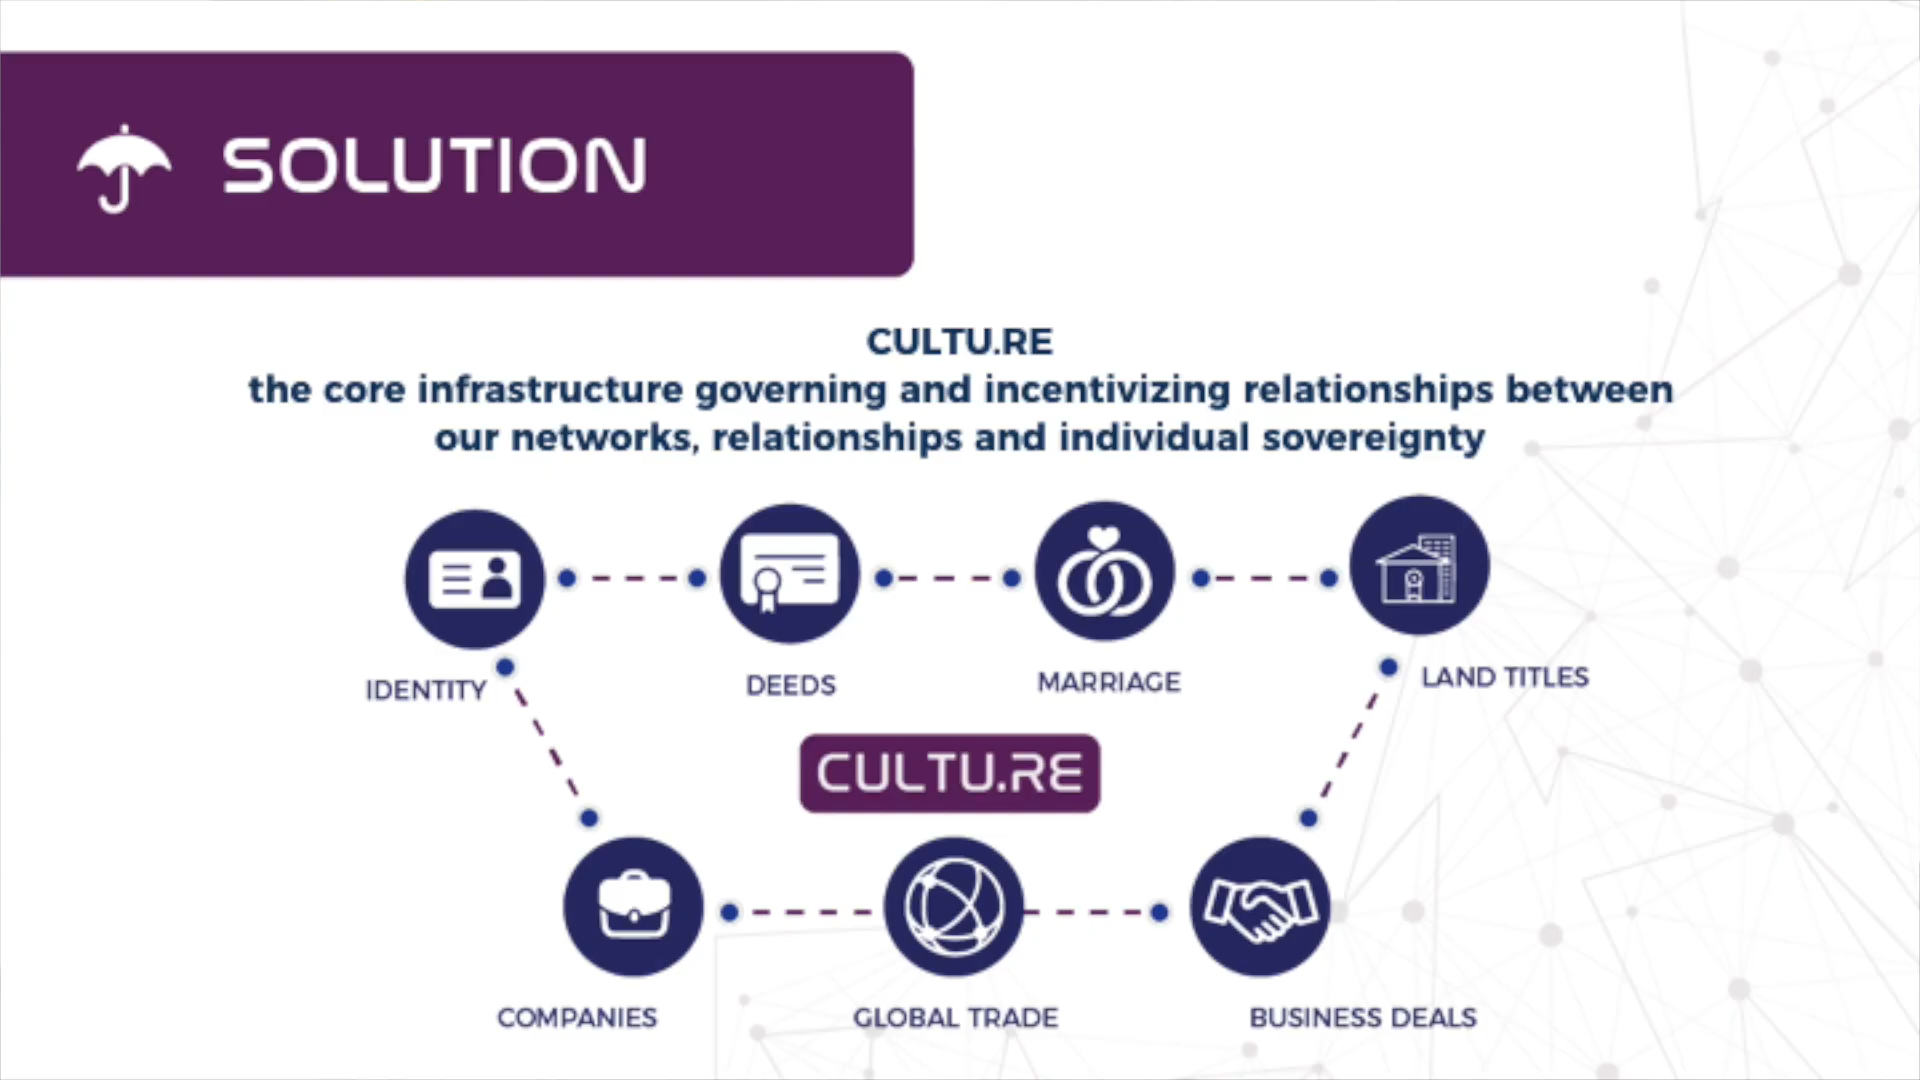 SOLUTION
CULTU.RE
the core infrastructure governing and incentivizing relationships between
our networks, relationships and individual sovereignty
IDENTITY
DEEDS
MARRIAGE
LAND TITLES
CULTU.RE
COMPANIES
GLOBAL TRADE
BUSINESS DEALS